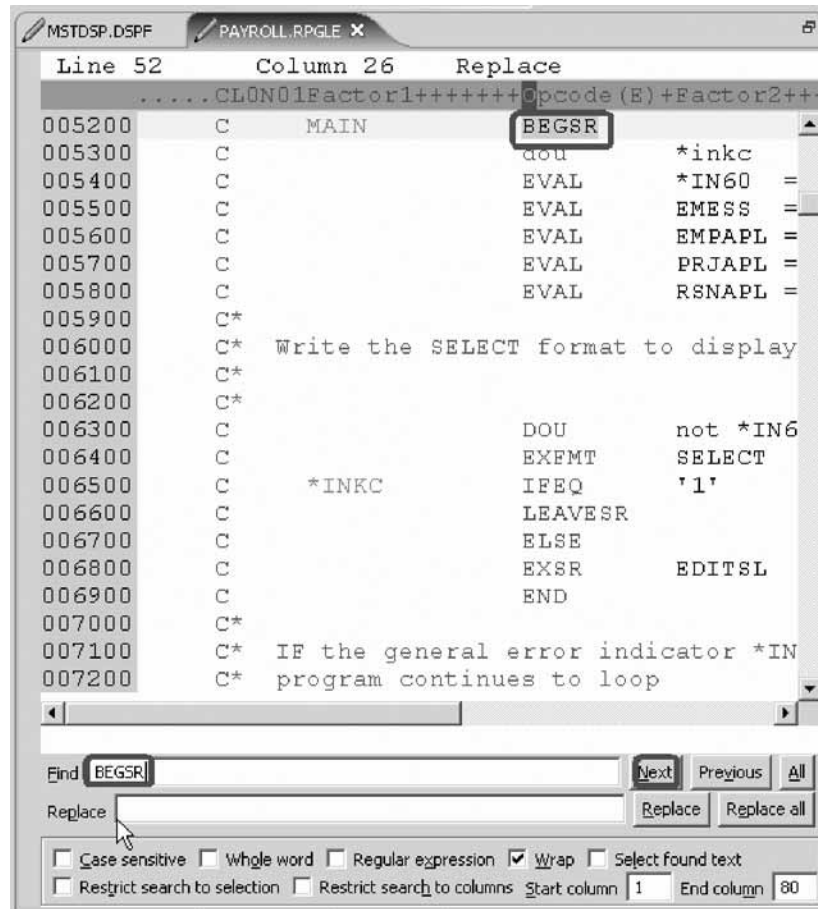 MSTDSP.DSPF PAYROLL.RPGLE
Line 52 Column 26 Replace
.....CL0N01Factor1+++++++Opcode(E)+Factor2++
005200 C MAIN BEGSR
005300 C dou *inkc
005400 C EVAL *IN60 =
005500 C EVAL EMESS =
005600 C EVAL EMPAPL =
005700 C EVAL PRJAPL =
005800 C EVAL RSNAPL =
005900 C*
006000 C* Write the SELECT format to display
006100 C*
006200 C*
006300 C DOU not *IN6
006400 C EXFMT SELECT
006500 C *INKC IFEQ '1'
006600 C LEAVESR
006700 C ELSE
006800 C EXSR EDITSL
006900 C END
007000 C*
007100 C* IF the general error indicator *IN
007200 C* program continues to loop
Find BEGSR Next Previous All
Replace Replace Replace all
Case sensitive Whole word Regular expression Wrap Select found text
Restrict search to selection Restrict search to columns Start column 1 End column 80